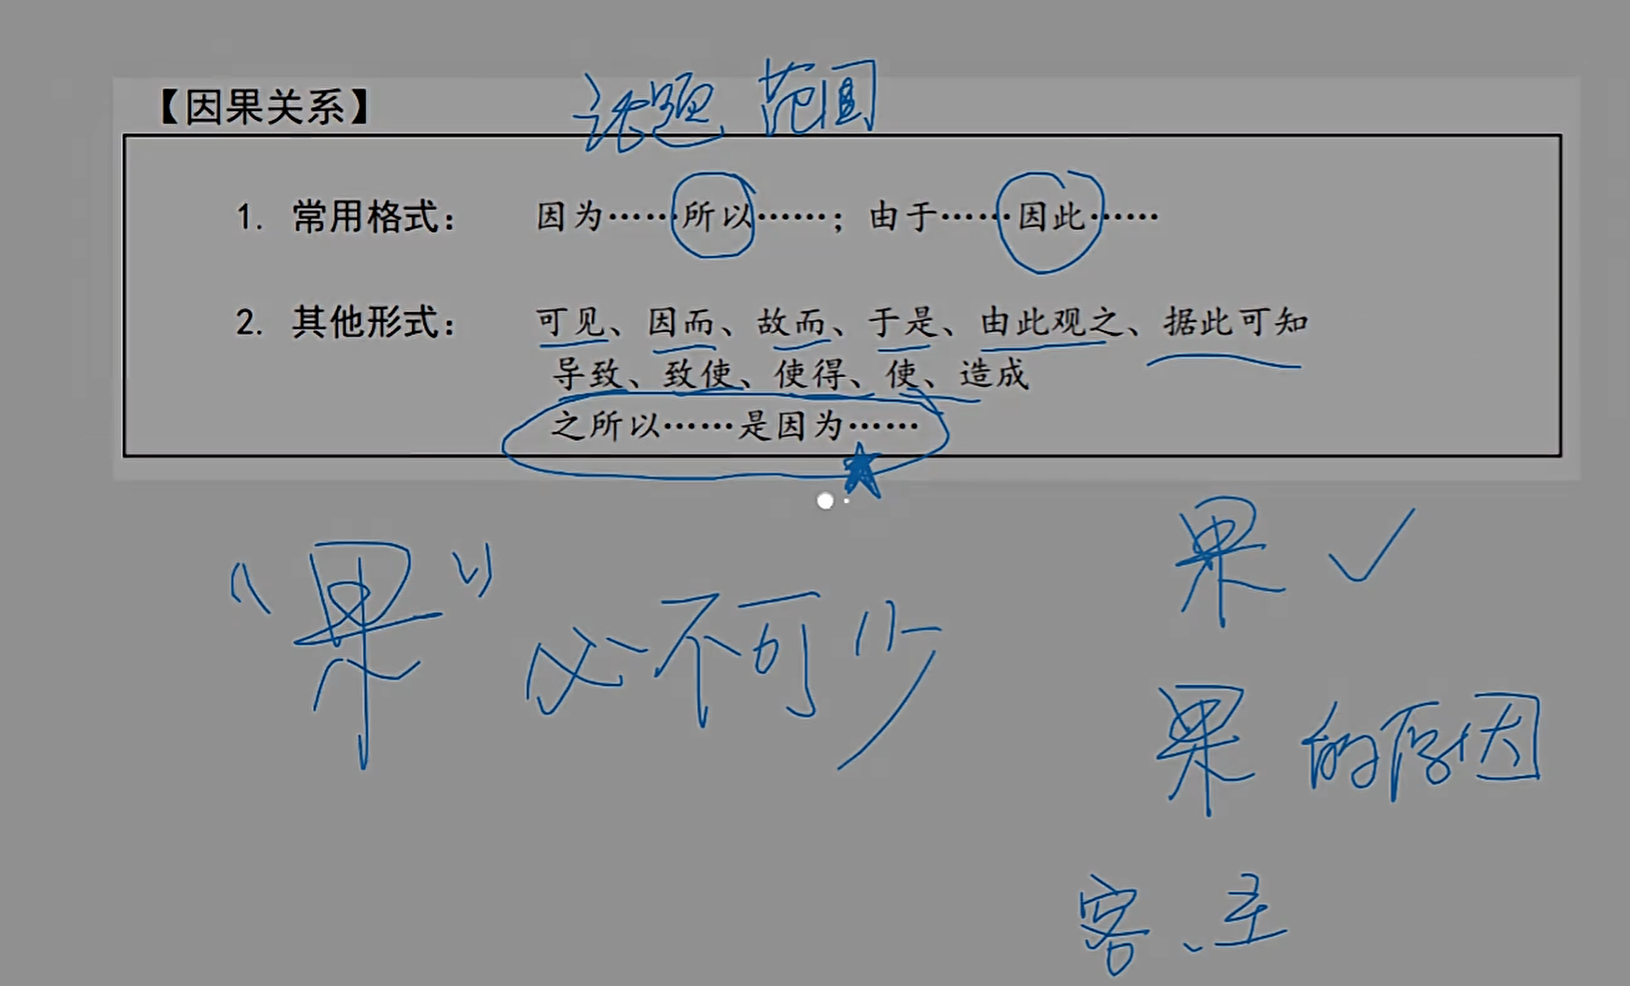 话题 范围
【因果关系】
1. 常用格式： 因为……所以……；由于……因此……
2. 其他形式： 可见、因而、故而、于是、由此观之、据此可知
导致、致使、使得、使、造成
之所以……是因为……
“果”必不可少
果 ✓
果的原因
客、主